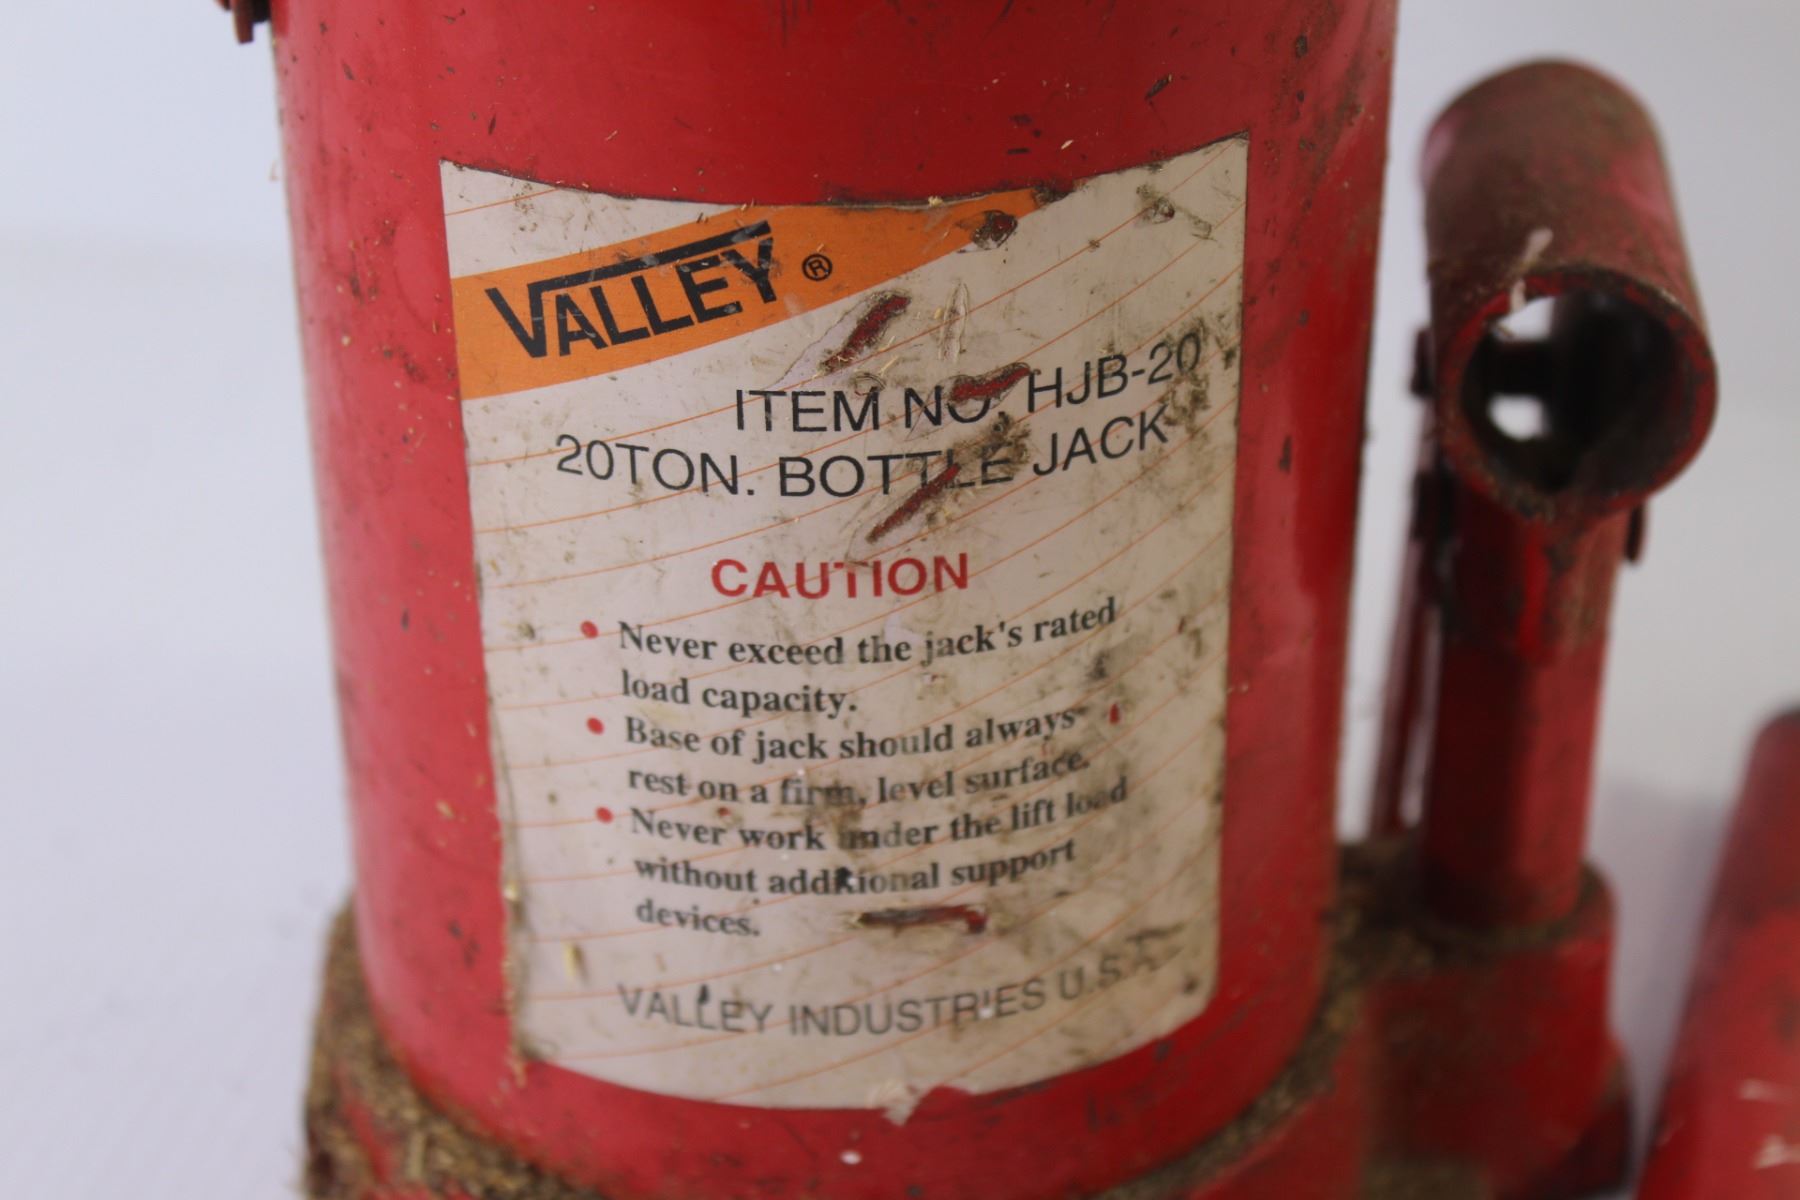 VALLEY®
ITEM NO. HJB-20
20TON. BOTTLE JACK
CAUTION
• Never exceed the jack's rated
load capacity.
• Base of jack should always
rest on a firm, level surface.
• Never work under the lift load
without additional support
devices.
VALLEY INDUSTRIES U.S.A.